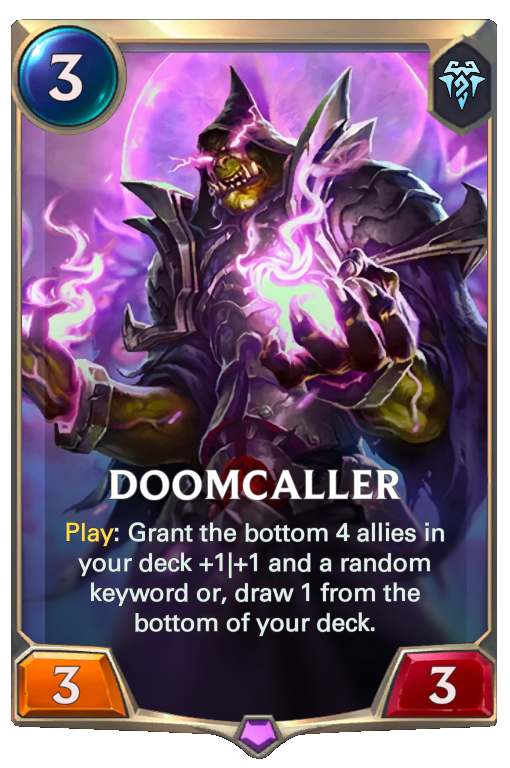 3
DOOMCALLER
Play: Grant the bottom 4 allies in
your deck +1|+1 and a random
keyword or, draw 1 from the
bottom of your deck.
3
3